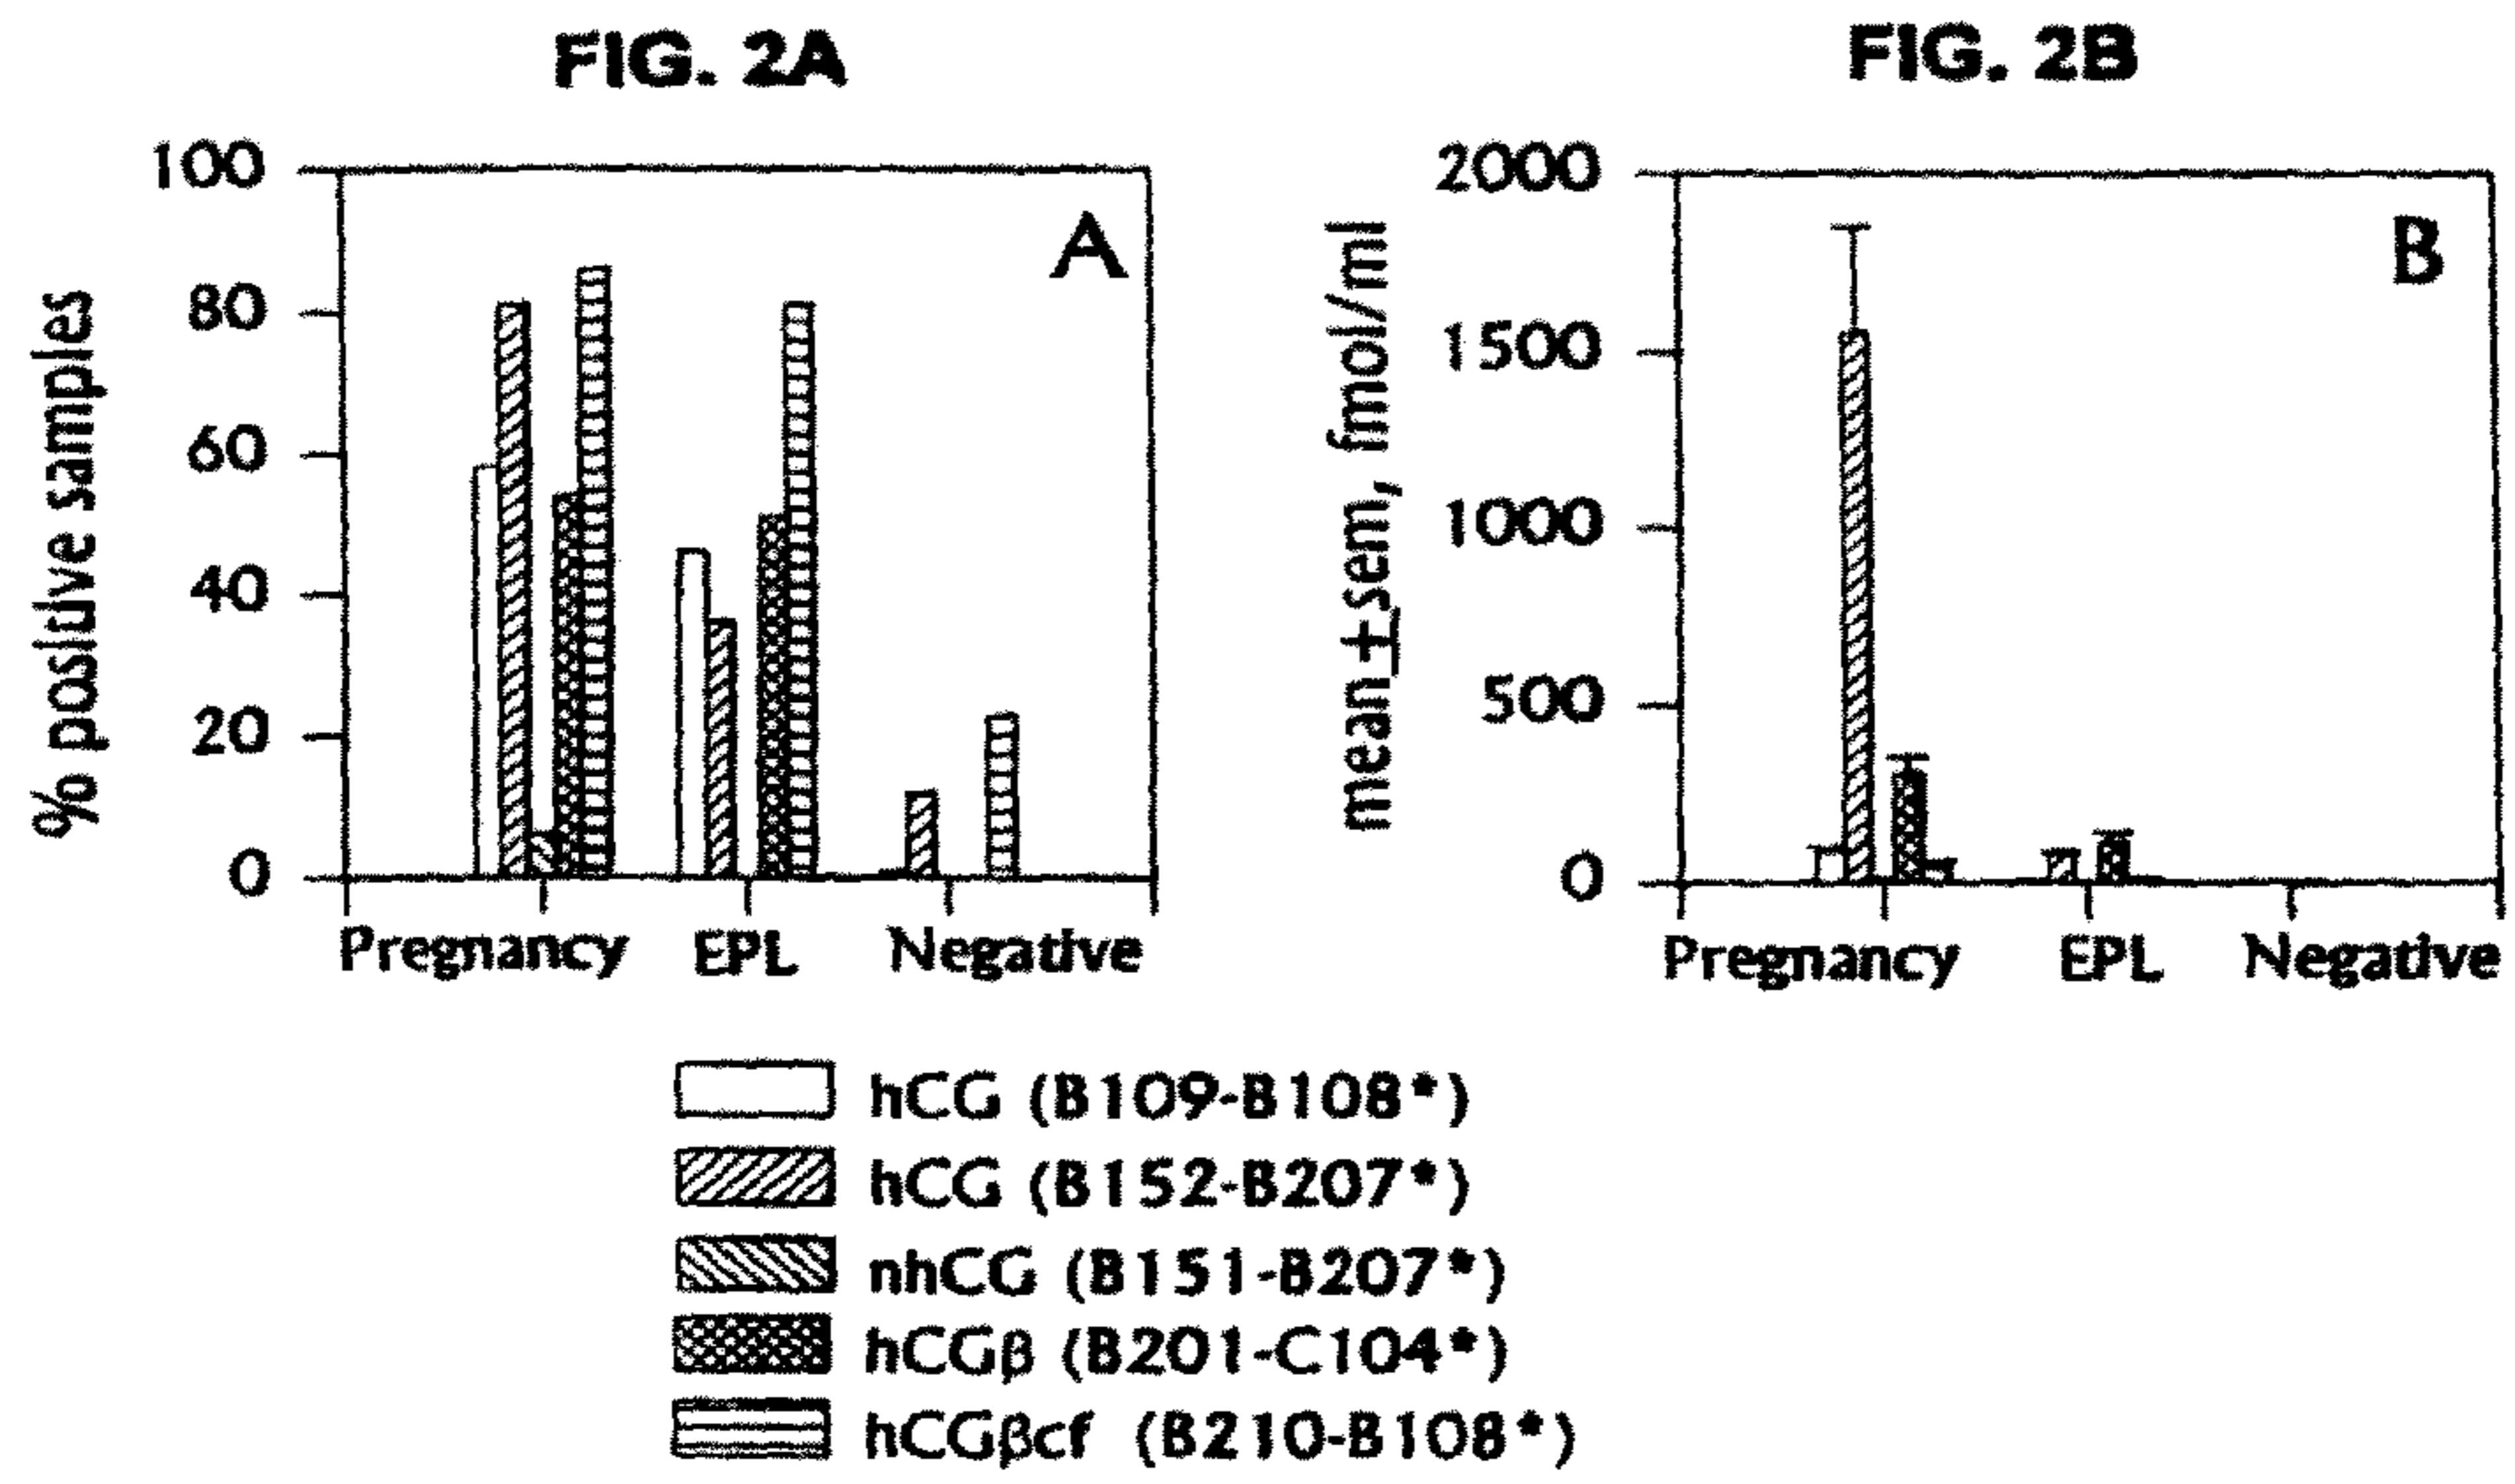 FIG. 2A
100
80
60
40
20
0
% positive samples
A
Pregnancy EPL Negative
FIG. 2B
2000
1500
1000
500
0
mean ±sem, fmol/ml
B
Pregnancy EPL Negative
hCG (B109-B108*)
hCG (B152-B207*)
nhCG (B151-B207*)
hCGβ (B201-C104*)
hCGβcf (B210-B108*)